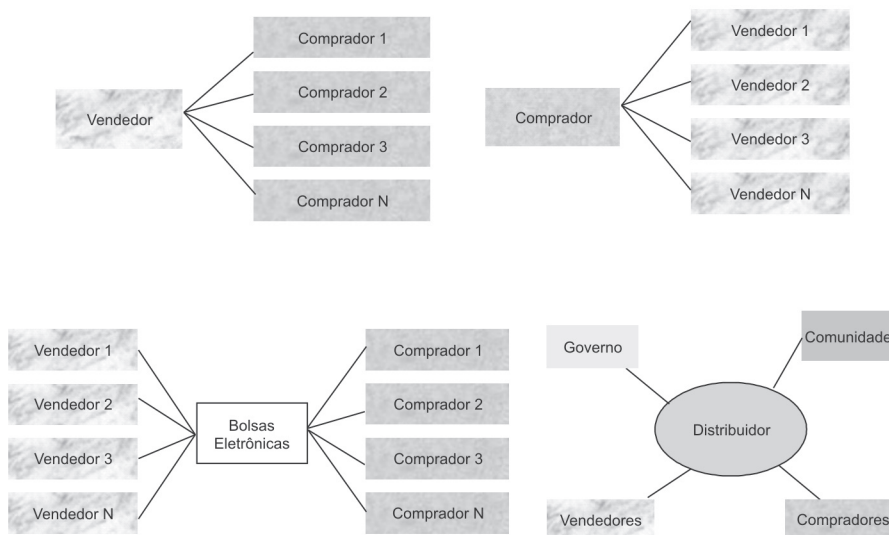 Vendedor
Comprador 1
Comprador 2
Comprador 3
Comprador N
Comprador
Vendedor 1
Vendedor 2
Vendedor 3
Vendedor N
Vendedor 1
Vendedor 2
Vendedor 3
Vendedor N
Bolsas
Eletrônicas
Comprador 1
Comprador 2
Comprador 3
Comprador N
Governo
Comunidade
Distribuidor
Vendedores
Compradores